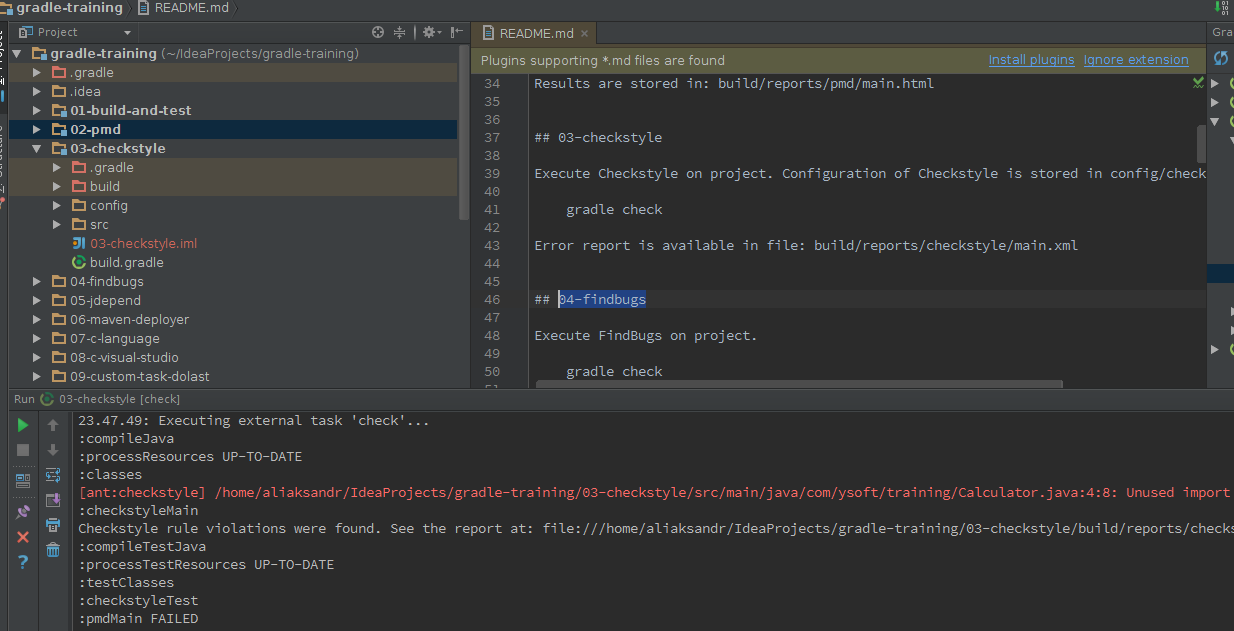 gradle-training README.md
Project
gradle-training (~/IdeaProjects/gradle-training)
.gradle
.idea
01-build-and-test
02-pmd
03-checkstyle
.gradle
build
config
src
03-checkstyle.iml
build.gradle
04-findbugs
05-jdepend
06-maven-deployer
07-c-language
08-c-visual-studio
09-custom-task-dolast
README.md
Plugins supporting *.md files are found Install plugins Ignore extension
34 Results are stored in: build/reports/pmd/main.html
35
36
37 ## 03-checkstyle
38
39 Execute Checkstyle on project. Configuration of Checkstyle is stored in config/check
40
41 gradle check
42
43 Error report is available in file: build/reports/checkstyle/main.xml
44
45
46 ## 04-findbugs
47
48 Execute FindBugs on project.
49
50 gradle check
Gra
Run 03-checkstyle [check]
23.47.49: Executing external task 'check'...
:compileJava
:processResources UP-TO-DATE
:classes
[ant:checkstyle] /home/aliaksandr/IdeaProjects/gradle-training/03-checkstyle/src/main/java/com/ysoft/training/Calculator.java:4:8: Unused import
:checkstyleMain
Checkstyle rule violations were found. See the report at: file:///home/aliaksandr/IdeaProjects/gradle-training/03-checkstyle/build/reports/checks
:compileTestJava
:processTestResources UP-TO-DATE
:testClasses
:checkstyleTest
:pmdMain FAILED